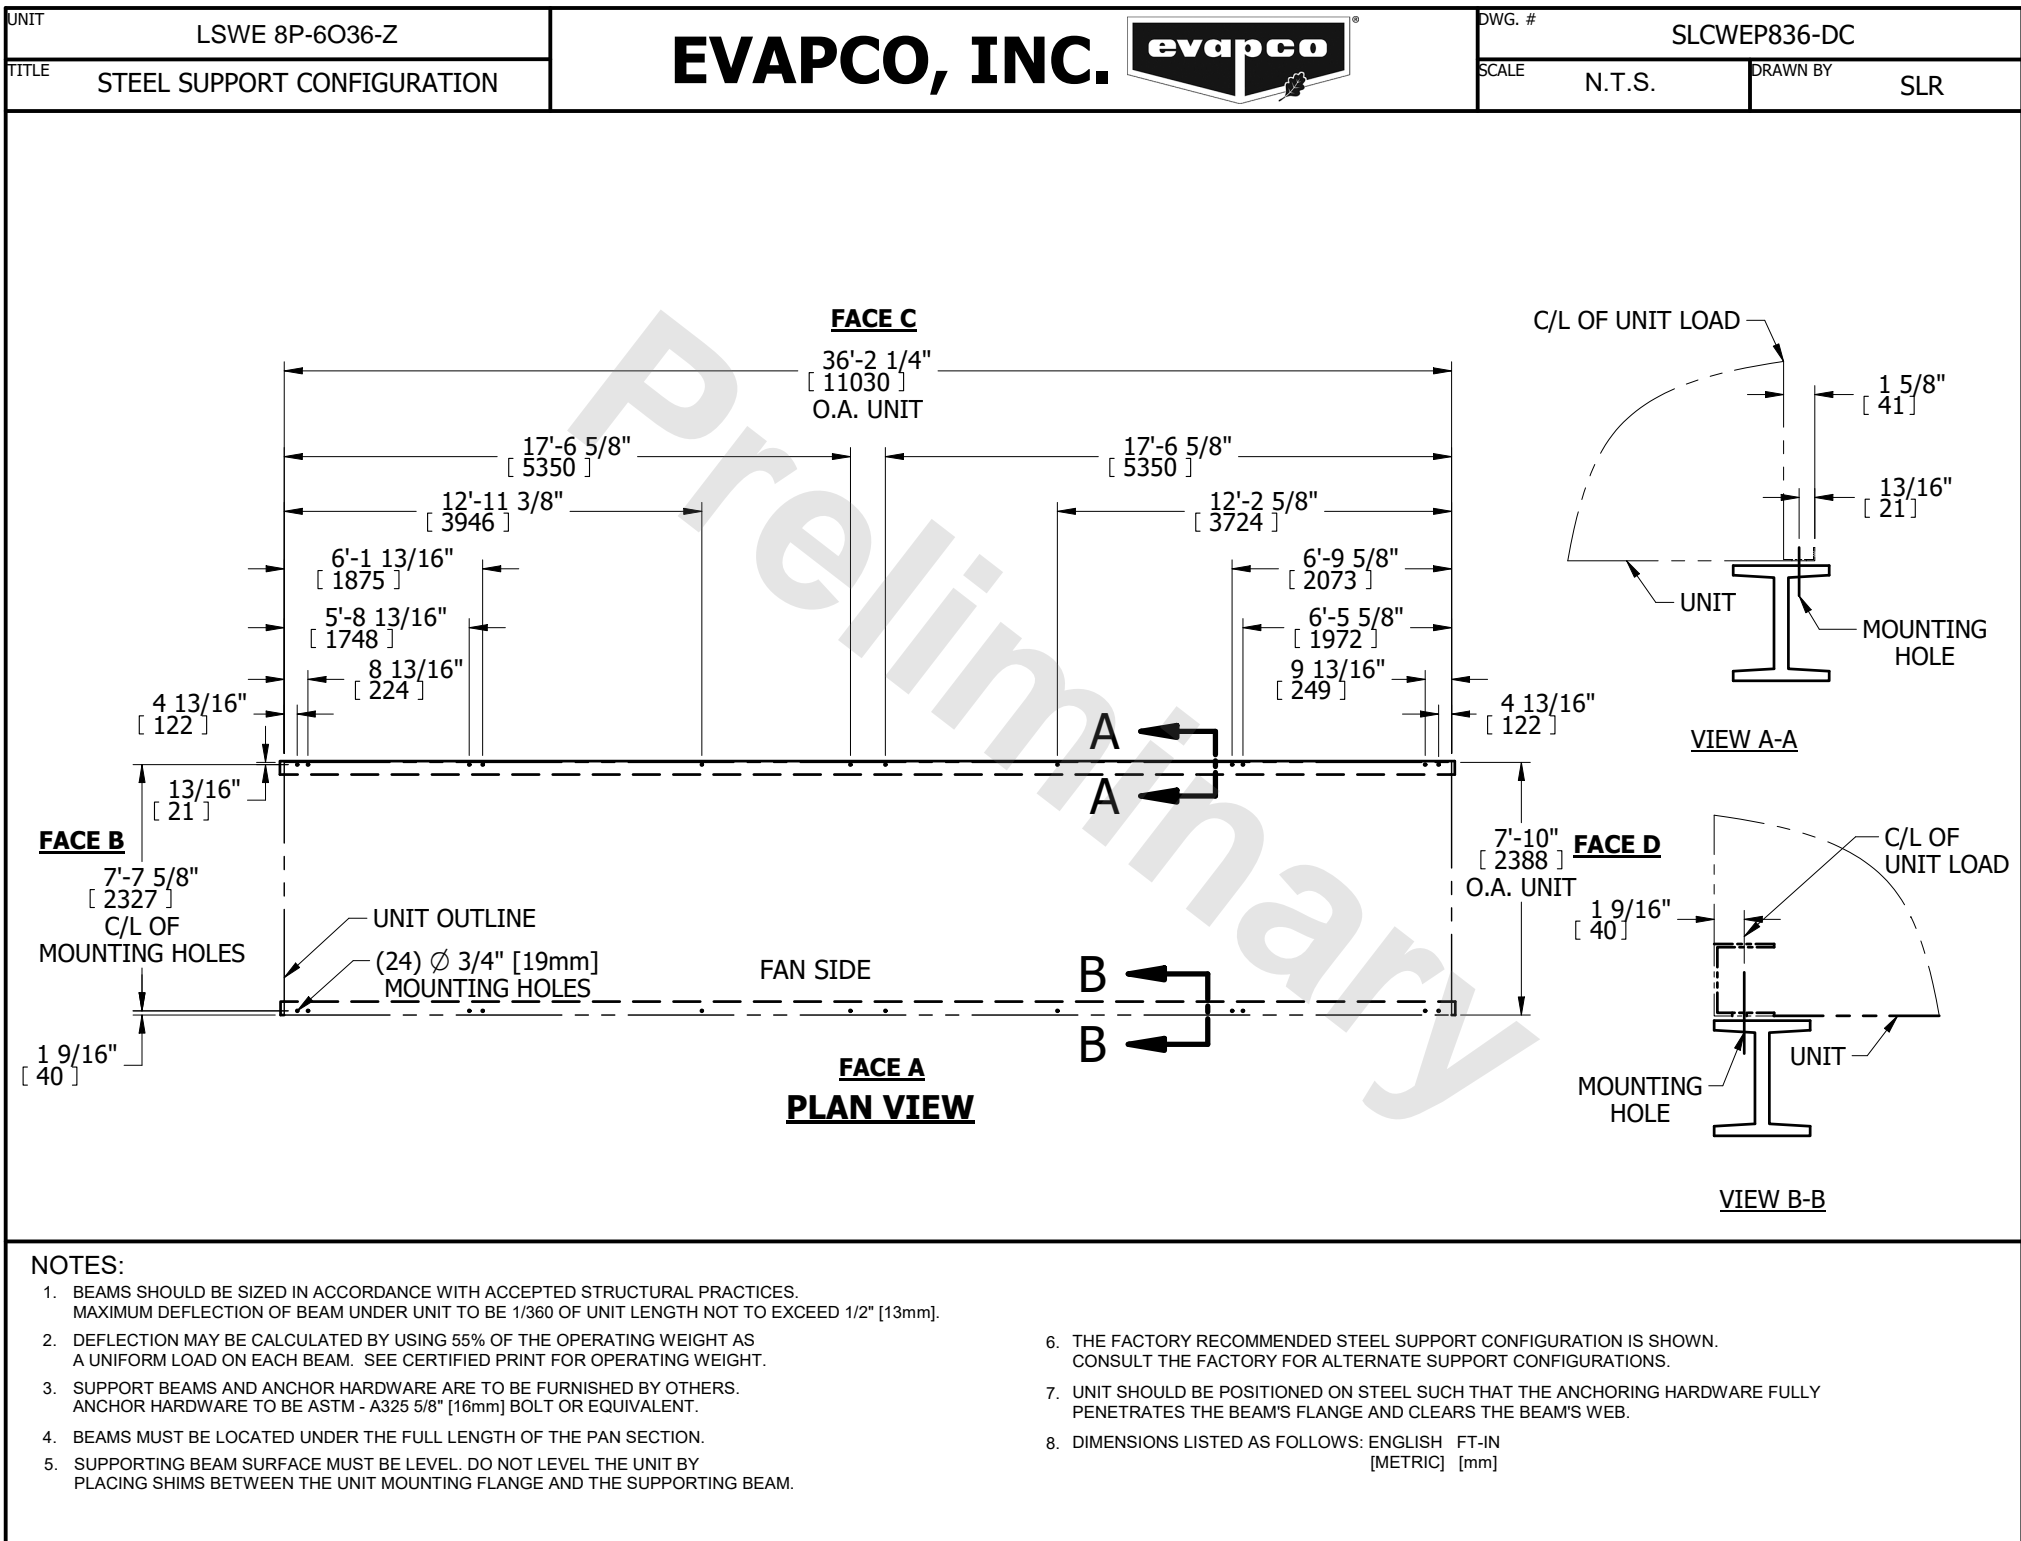 UNIT
LSWE 8P-6O36-Z
TITLE
STEEL SUPPORT CONFIGURATION
EVAPCO, INC.
evapco
®
DWG. #
SLCWEP836-DC
SCALE
N.T.S.
DRAWN BY
SLR
Preliminary
FACE C
36'-2 1/4"
[ 11030 ]
O.A. UNIT
17'-6 5/8"
[ 5350 ]
17'-6 5/8"
[ 5350 ]
12'-11 3/8"
[ 3946 ]
12'-2 5/8"
[ 3724 ]
6'-1 13/16"
[ 1875 ]
6'-9 5/8"
[ 2073 ]
5'-8 13/16"
[ 1748 ]
6'-5 5/8"
[ 1972 ]
8 13/16"
[ 224 ]
9 13/16"
[ 249 ]
4 13/16"
[ 122 ]
4 13/16"
[ 122 ]
A
A
13/16"
[ 21 ]
FACE B
7'-7 5/8"
[ 2327 ]
C/L OF
MOUNTING HOLES
7'-10"
[ 2388 ]
O.A. UNIT
FACE D
UNIT OUTLINE
(24) Ø 3/4" [19mm]
MOUNTING HOLES
FAN SIDE
B
B
1 9/16"
[ 40 ]
FACE A
PLAN VIEW
C/L OF UNIT LOAD
1 5/8"
[ 41 ]
13/16"
[ 21 ]
UNIT
MOUNTING
HOLE
VIEW A-A
C/L OF
UNIT LOAD
1 9/16"
[ 40 ]
UNIT
MOUNTING
HOLE
VIEW B-B
NOTES:
1. BEAMS SHOULD BE SIZED IN ACCORDANCE WITH ACCEPTED STRUCTURAL PRACTICES.
MAXIMUM DEFLECTION OF BEAM UNDER UNIT TO BE 1/360 OF UNIT LENGTH NOT TO EXCEED 1/2" [13mm].
2. DEFLECTION MAY BE CALCULATED BY USING 55% OF THE OPERATING WEIGHT AS
A UNIFORM LOAD ON EACH BEAM. SEE CERTIFIED PRINT FOR OPERATING WEIGHT.
3. SUPPORT BEAMS AND ANCHOR HARDWARE ARE TO BE FURNISHED BY OTHERS.
ANCHOR HARDWARE TO BE ASTM - A325 5/8" [16mm] BOLT OR EQUIVALENT.
4. BEAMS MUST BE LOCATED UNDER THE FULL LENGTH OF THE PAN SECTION.
5. SUPPORTING BEAM SURFACE MUST BE LEVEL. DO NOT LEVEL THE UNIT BY
PLACING SHIMS BETWEEN THE UNIT MOUNTING FLANGE AND THE SUPPORTING BEAM.
6. THE FACTORY RECOMMENDED STEEL SUPPORT CONFIGURATION IS SHOWN.
CONSULT THE FACTORY FOR ALTERNATE SUPPORT CONFIGURATIONS.
7. UNIT SHOULD BE POSITIONED ON STEEL SUCH THAT THE ANCHORING HARDWARE FULLY
PENETRATES THE BEAM'S FLANGE AND CLEARS THE BEAM'S WEB.
8. DIMENSIONS LISTED AS FOLLOWS: ENGLISH FT-IN
[METRIC] [mm]